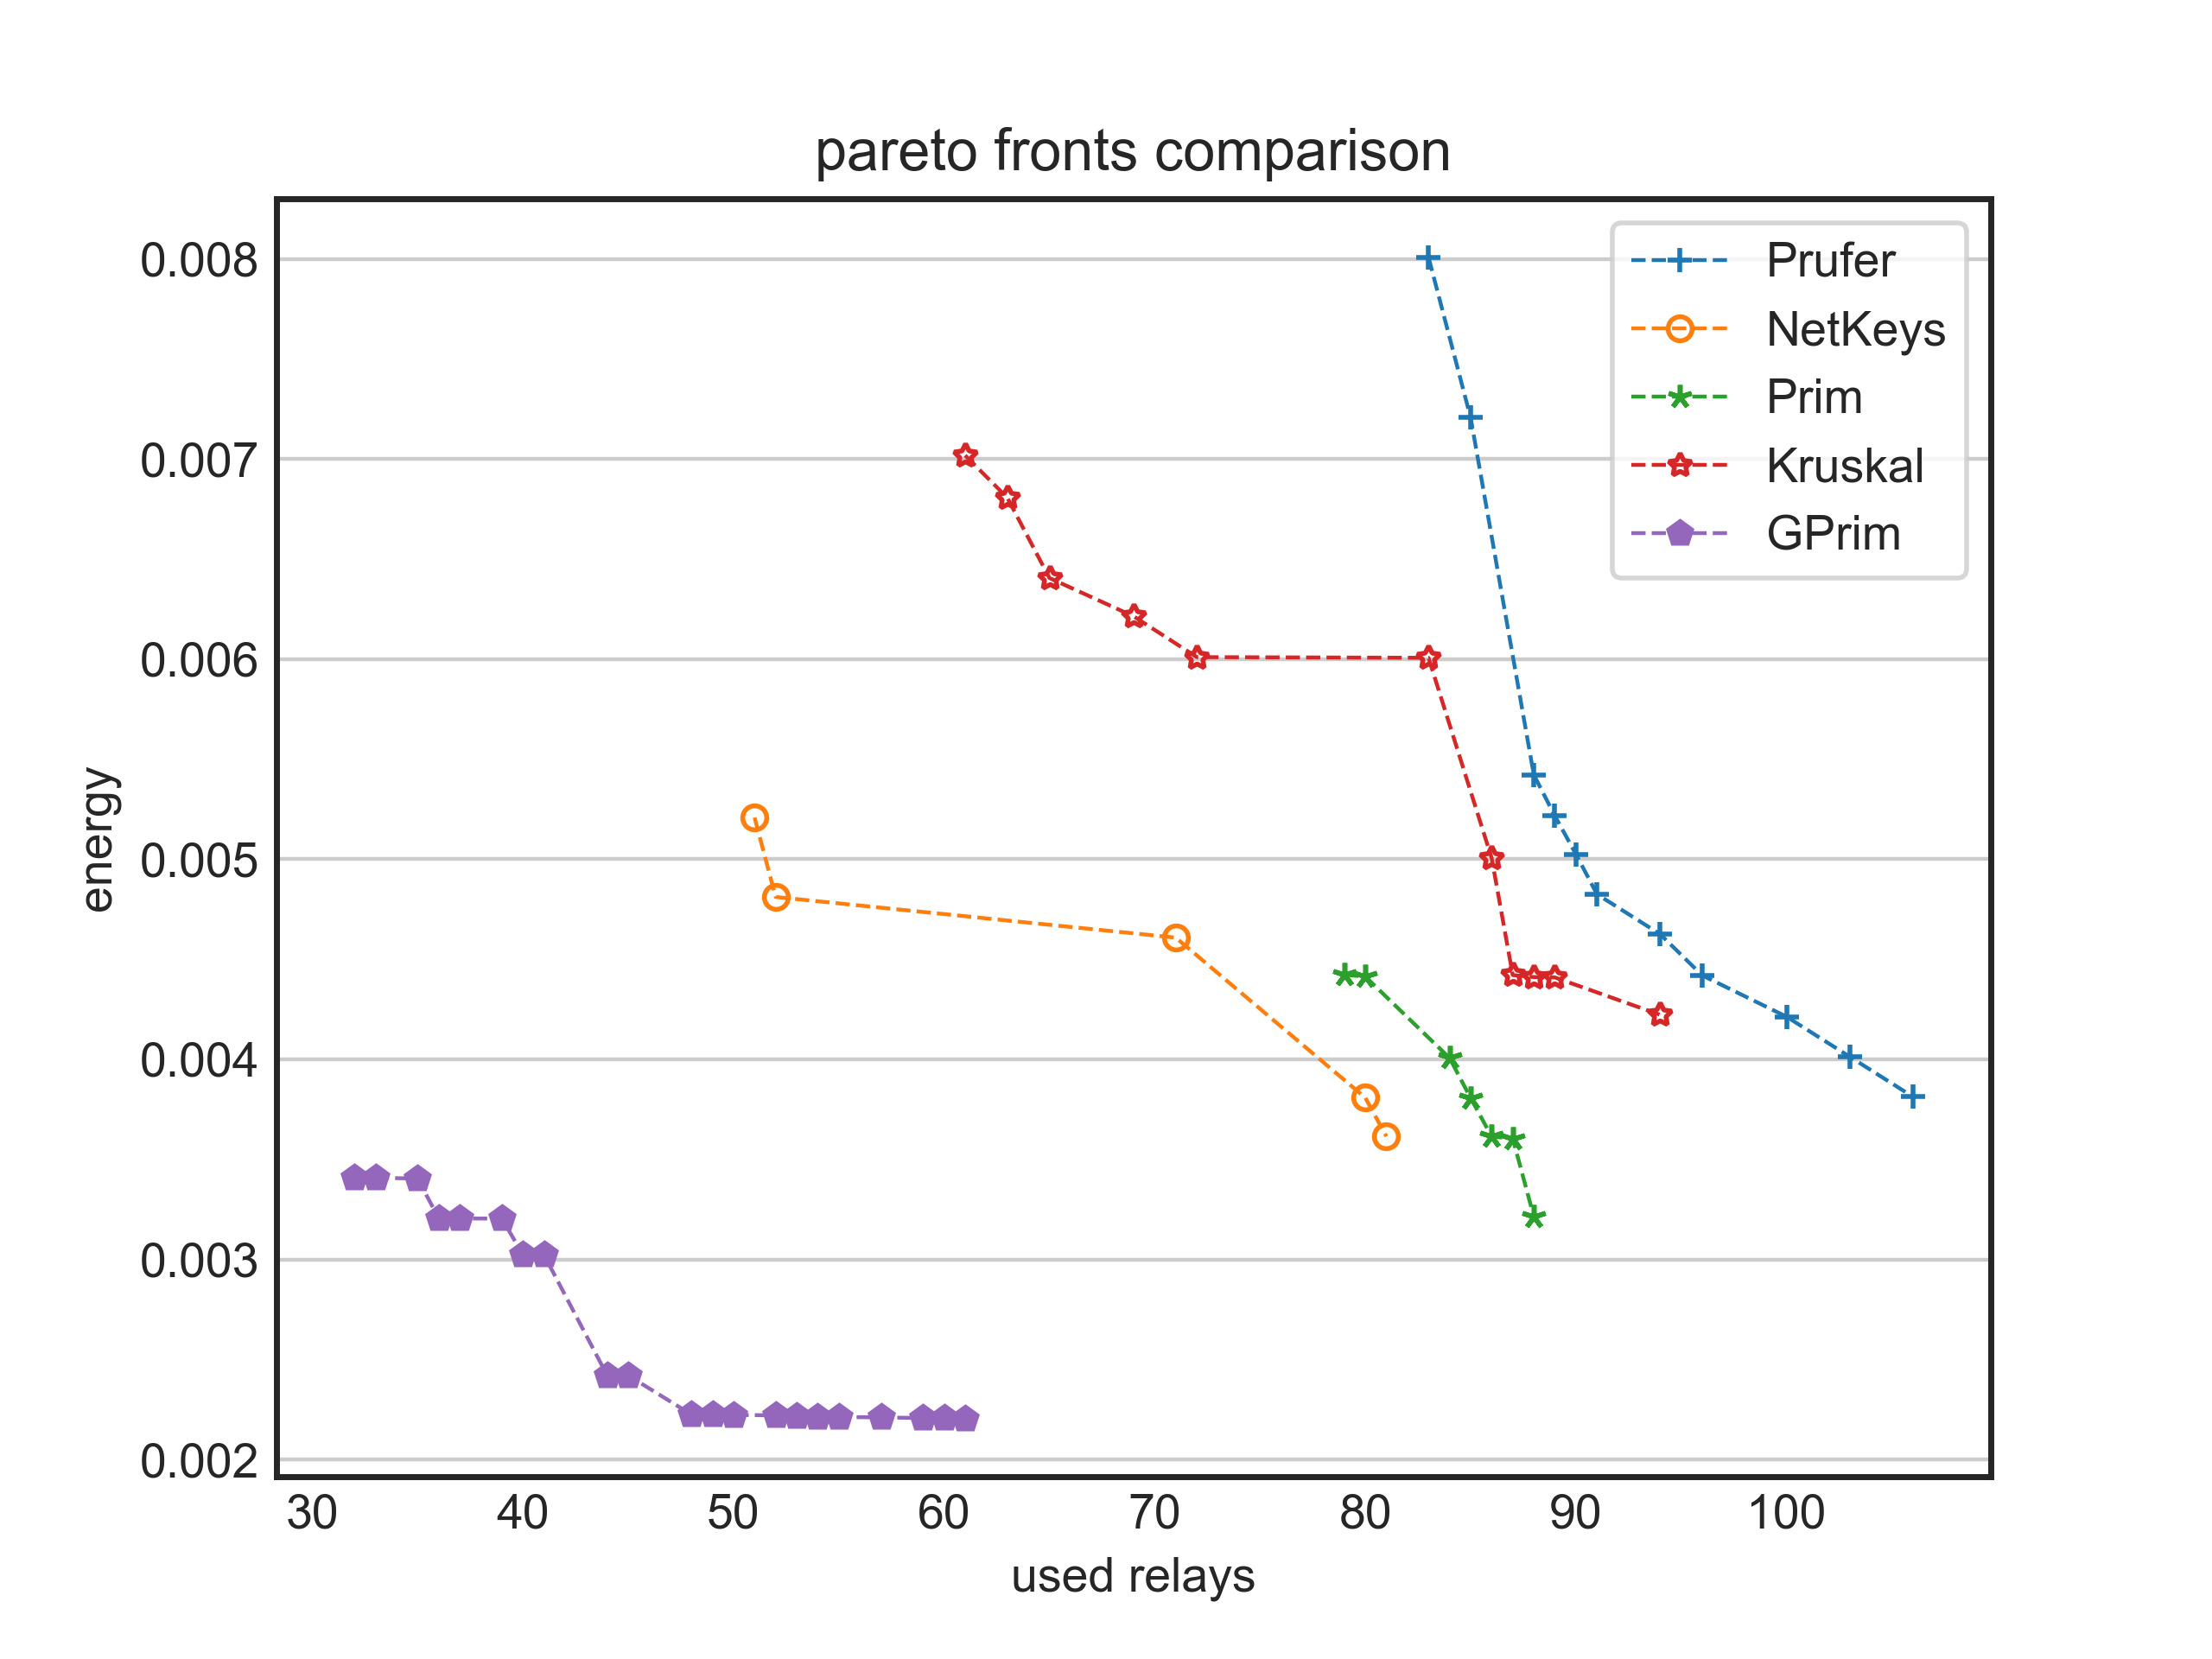 pareto fronts comparison
0.008
0.007
0.006
0.005
0.004
0.003
0.002
energy
30 40 50 60 70 80 90 100
used relays
Prufer
NetKeys
Prim
Kruskal
GPrim